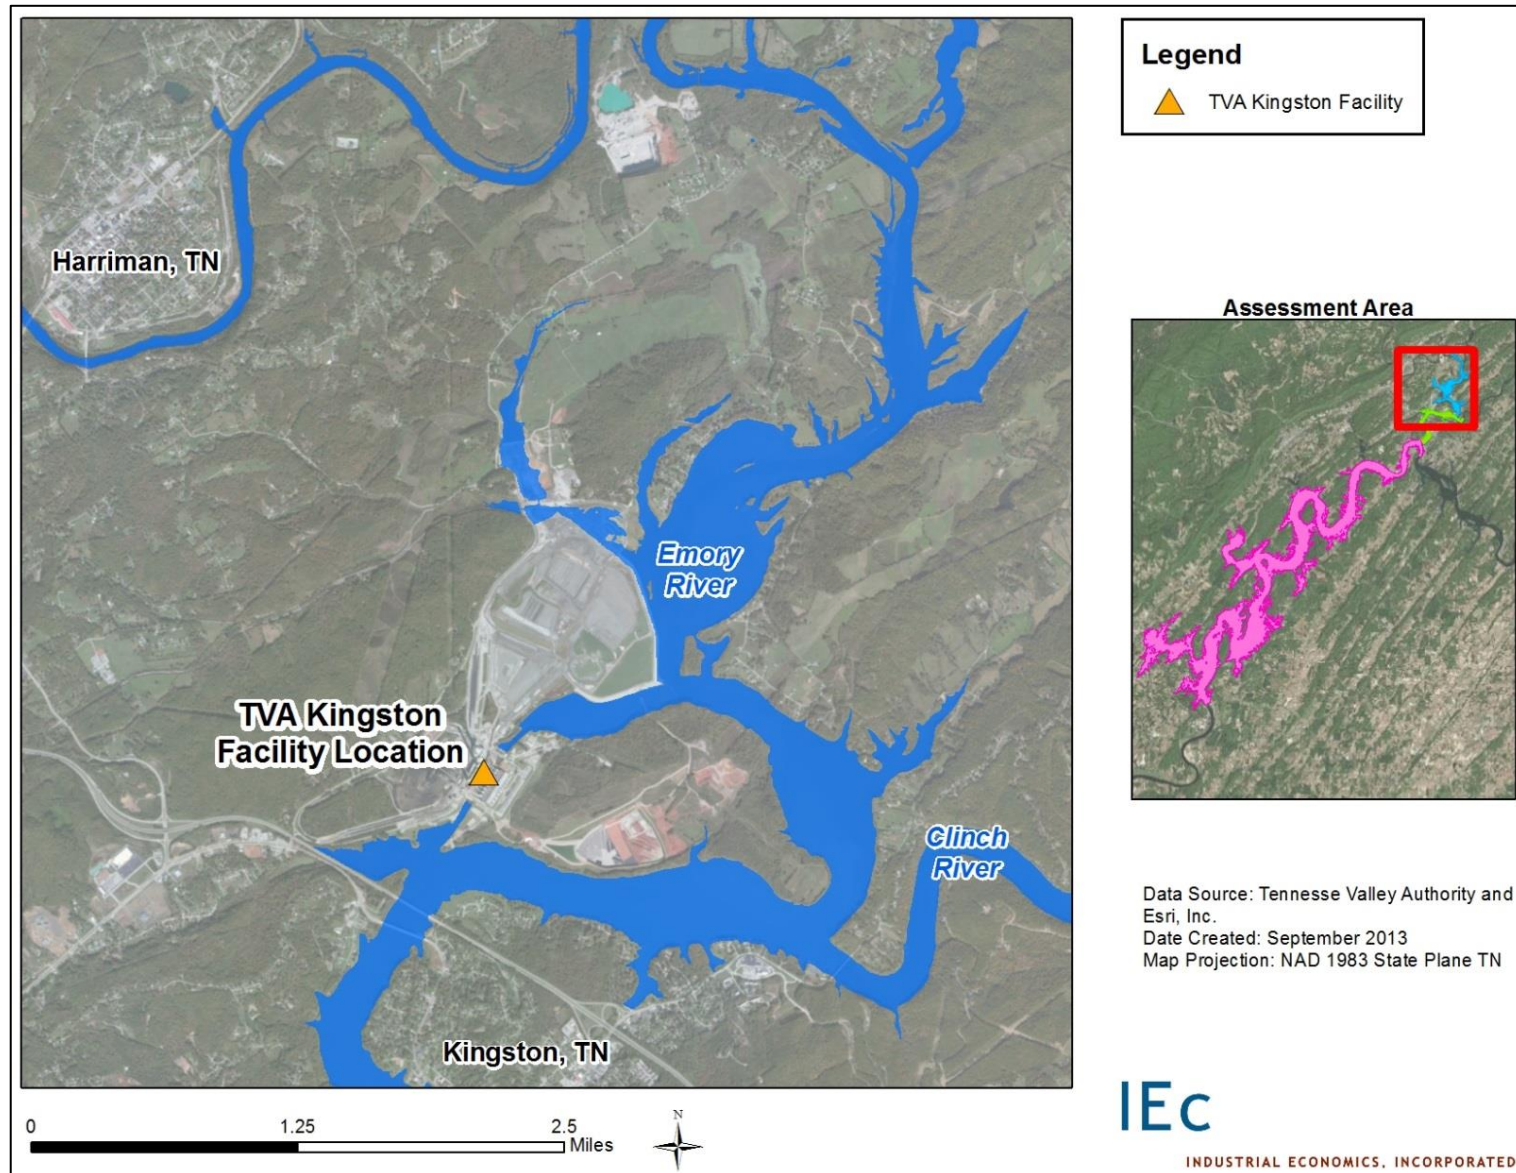 Legend
TVA Kingston Facility
Harriman, TN
Emory
River
TVA Kingston
Facility Location
Clinch
River
Kingston, TN
Assessment Area
Data Source: Tennesse Valley Authority and
Esri, Inc.
Date Created: September 2013
Map Projection: NAD 1983 State Plane TN
0 1.25 2.5
Miles
N
IEc
INDUSTRIAL ECONOMICS, INCORPORATED